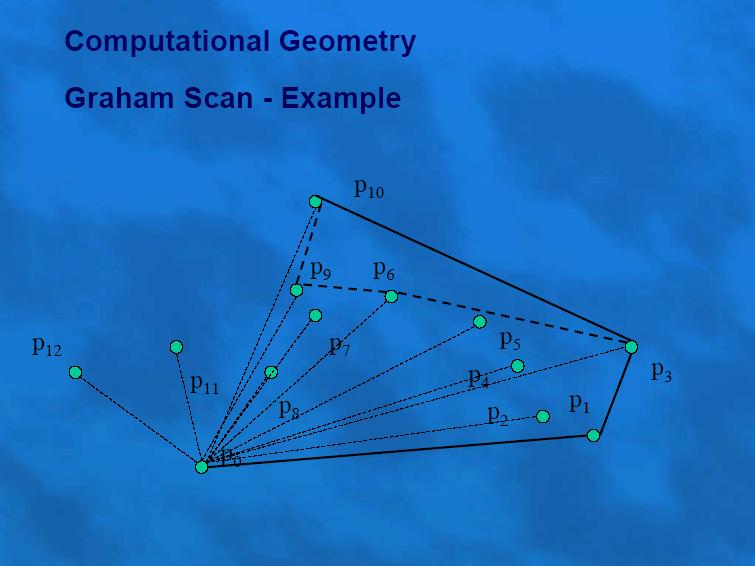 Computational Geometry
Graham Scan - Example
p10
p9
p6
p12
p7
p5
p11
p4
p3
p8
p2
p1
p0